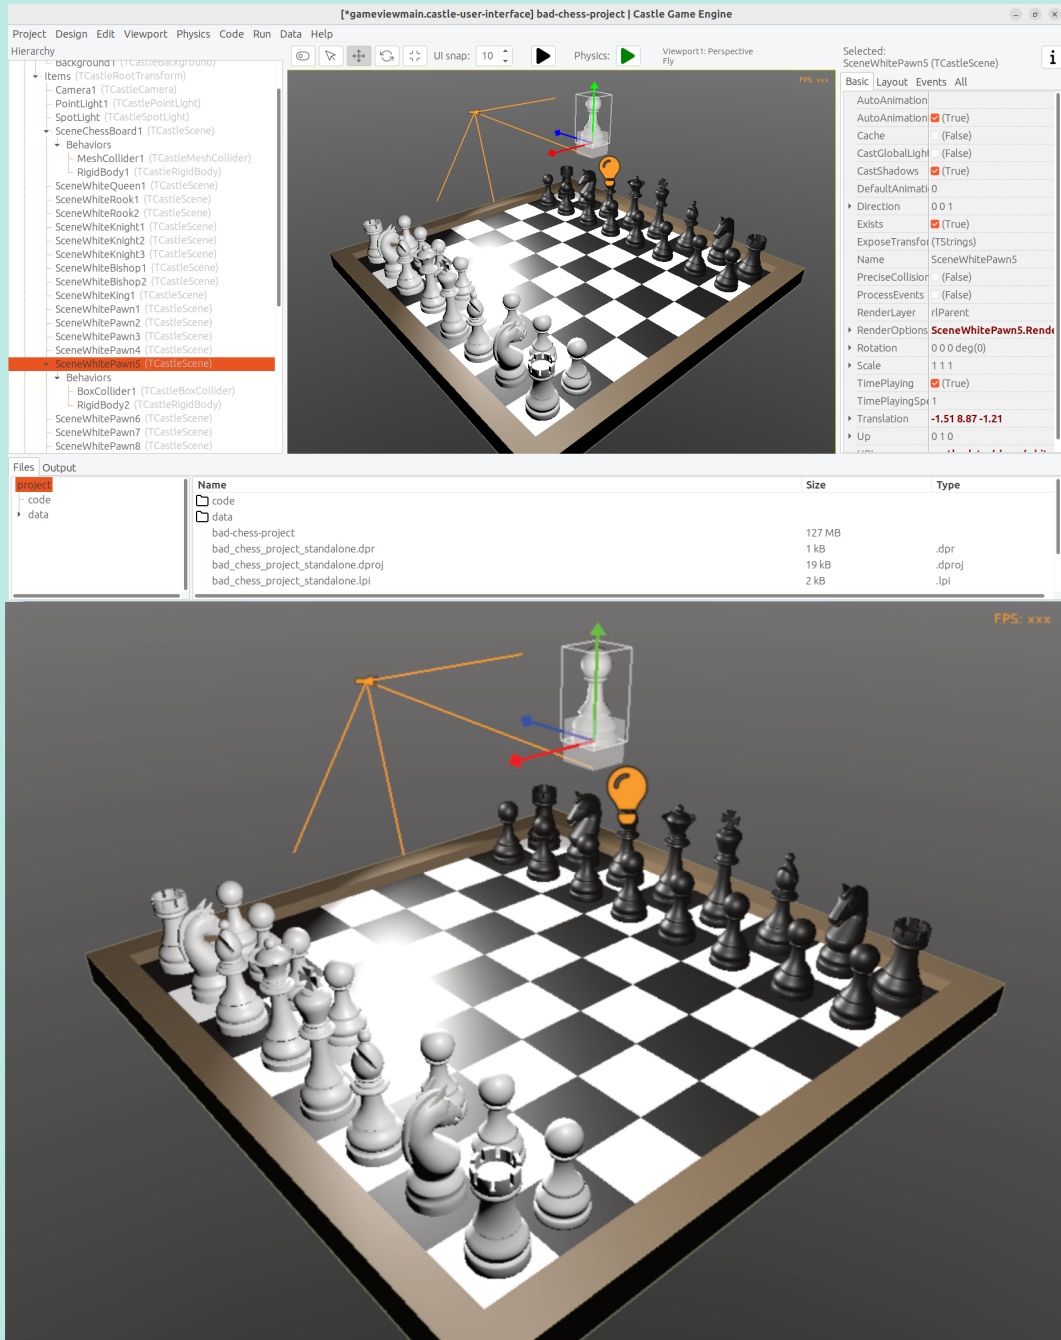 [*gameviewmain.castle-user-interface] bad-chess-project | Castle Game Engine
Project Design Edit Viewport Physics Code Run Data Help
Hierarchy
Background1 (TCastleBackground)
Items (TCastleRootTransform)
Camera1 (TCastleCamera)
PointLight1 (TCastlePointLight)
SpotLight (TCastleSpotLight)
SceneChessBoard1 (TCastleScene)
Behaviors
MeshCollider1 (TCastleMeshCollider)
RigidBody1 (TCastleRigidBody)
SceneWhiteQueen1 (TCastleScene)
SceneWhiteRook1 (TCastleScene)
SceneWhiteRook2 (TCastleScene)
SceneWhiteKnight1 (TCastleScene)
SceneWhiteKnight2 (TCastleScene)
SceneWhiteKnight3 (TCastleScene)
SceneWhiteBishop1 (TCastleScene)
SceneWhiteBishop2 (TCastleScene)
SceneWhiteKing1 (TCastleScene)
SceneWhitePawn1 (TCastleScene)
SceneWhitePawn2 (TCastleScene)
SceneWhitePawn3 (TCastleScene)
SceneWhitePawn4 (TCastleScene)
SceneWhitePawn5 (TCastleScene)
Behaviors
BoxCollider1 (TCastleBoxCollider)
RigidBody2 (TCastleRigidBody)
SceneWhitePawn6 (TCastleScene)
SceneWhitePawn7 (TCastleScene)
SceneWhitePawn8 (TCastleScene)
UI snap: 10
Physics:
Viewport1: Perspective
Fly
FPS: xxx
Selected:
SceneWhitePawn5 (TCastleScene)
i
Basic Layout Events All
AutoAnimation
AutoAnimation (True)
Cache (False)
CastGlobalLigh (False)
CastShadows (True)
DefaultAnimati 0
Direction 0 0 1
Exists (True)
ExposeTransfor (TStrings)
Name SceneWhitePawn5
PreciseCollision (False)
ProcessEvents (False)
RenderLayer rlParent
RenderOptions SceneWhitePawn5.Rende
Rotation 0 0 0 deg(0)
Scale 1 1 1
TimePlaying (True)
TimePlayingSpe 1
Translation -1.51 8.87 -1.21
Up 0 1 0
Files Output
project
code
data
Name Size Type
code
data
bad-chess-project 127 MB
bad_chess_project_standalone.dpr 1 kB .dpr
bad_chess_project_standalone.dproj 19 kB .dproj
bad_chess_project_standalone.lpi 2 kB .lpi
FPS: xxx